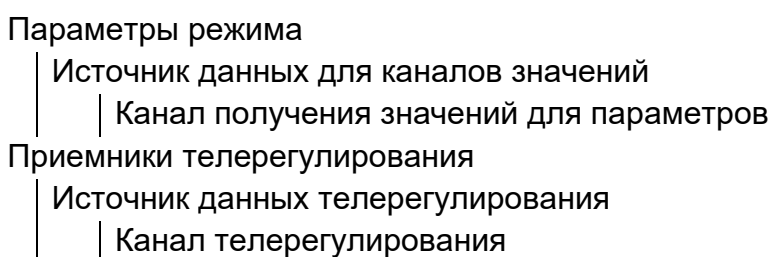 Параметры режима
Источник данных для каналов значений
Канал получения значений для параметров
Приемники телерегулирования
Источник данных телерегулирования
Канал телерегулирования